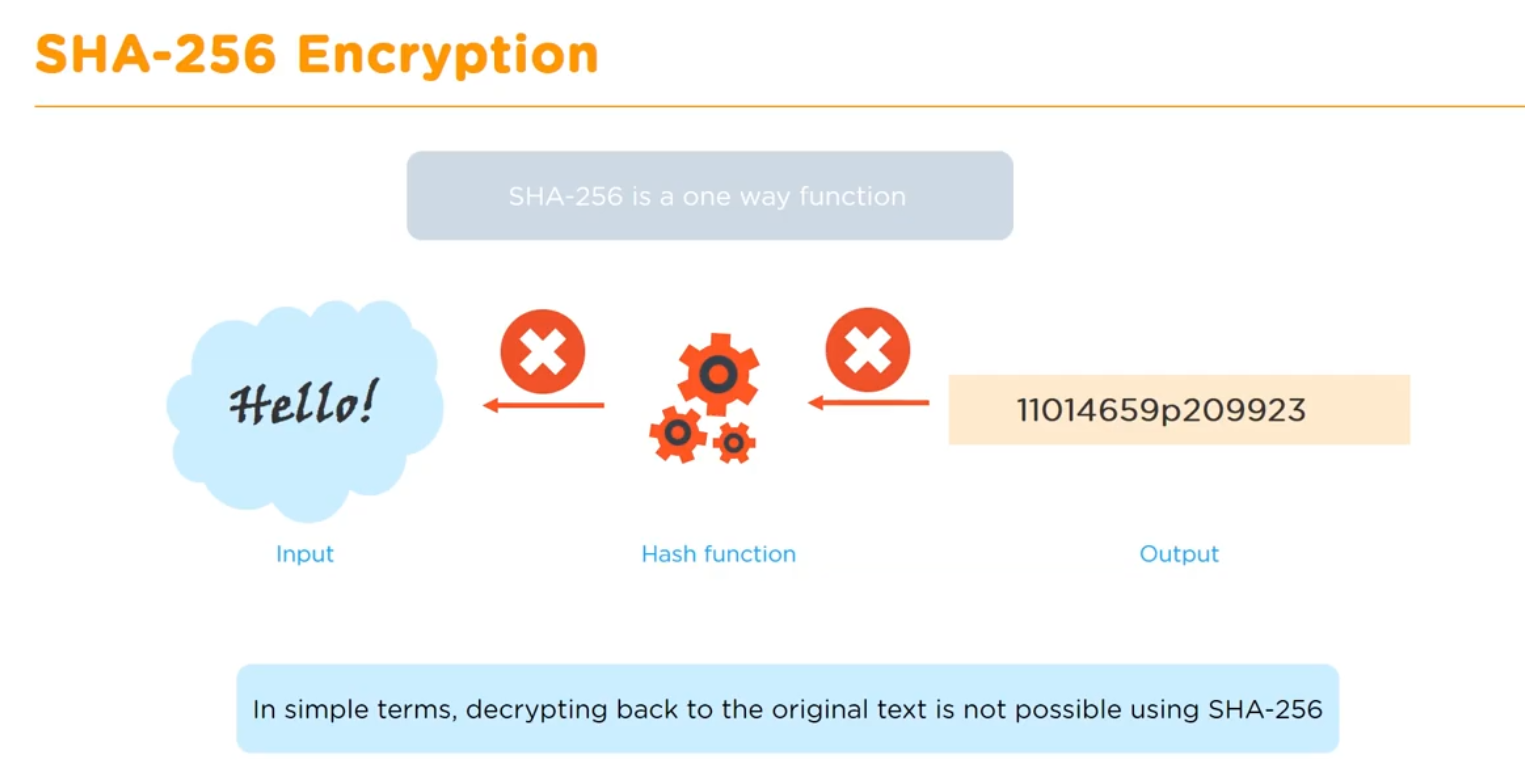 SHA-256 Encryption
SHA-256 is a one way function
Hello!
11014659p209923
Input
Hash function
Output
In simple terms, decrypting back to the original text is not possible using SHA-256